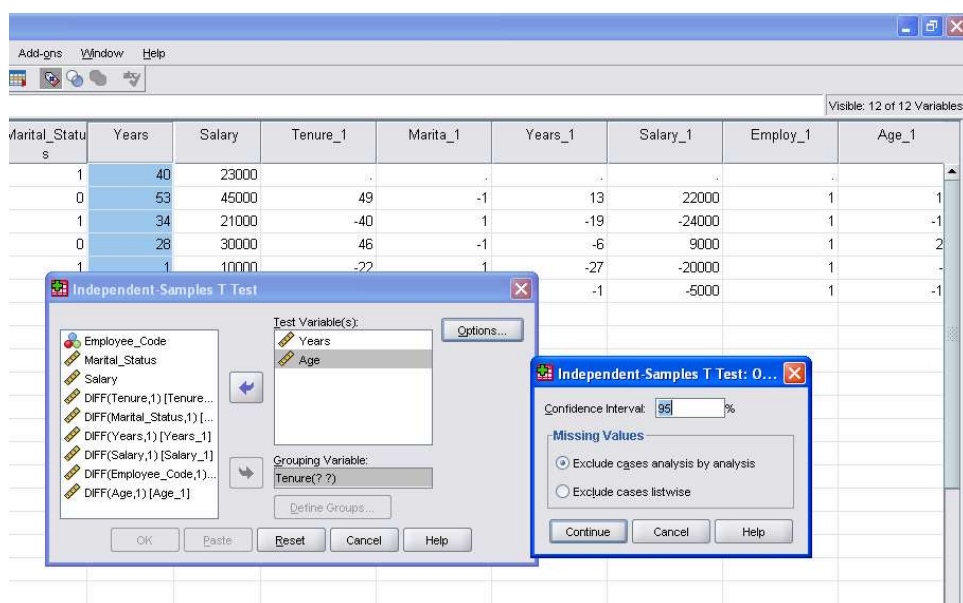 Add-ons Window Help
Visible: 12 of 12 Variables
Marital_Statu
s Years Salary Tenure_1 Marita_1 Years_1 Salary_1 Employ_1 Age_1
1 40 23000 . . . . . .
0 53 45000 49 -1 13 22000 1 1
1 34 21000 -40 1 -19 -24000 1 -1
0 28 30000 46 -1 -6 9000 1 2
1 1 10000 -22 1 -27 -20000 1 -
-1 -5000 1 -1
Independent-Samples T Test
Employee_Code
Marital_Status
Salary
DIFF(Tenure,1) [Tenure...
DIFF(Marital_Status,1) [...
DIFF(Years,1) [Years_1]
DIFF(Salary,1) [Salary_1]
DIFF(Employee_Code,1)...
DIFF(Age,1) [Age_1]
Test Variable(s):
Years
Age
Options...
Grouping Variable:
Tenure(? ?)
Define Groups...
OK Paste Reset Cancel Help
Independent-Samples T Test: O...
Confidence Interval: 95 %
Missing Values
Exclude cases analysis by analysis
Exclude cases listwise
Continue Cancel Help